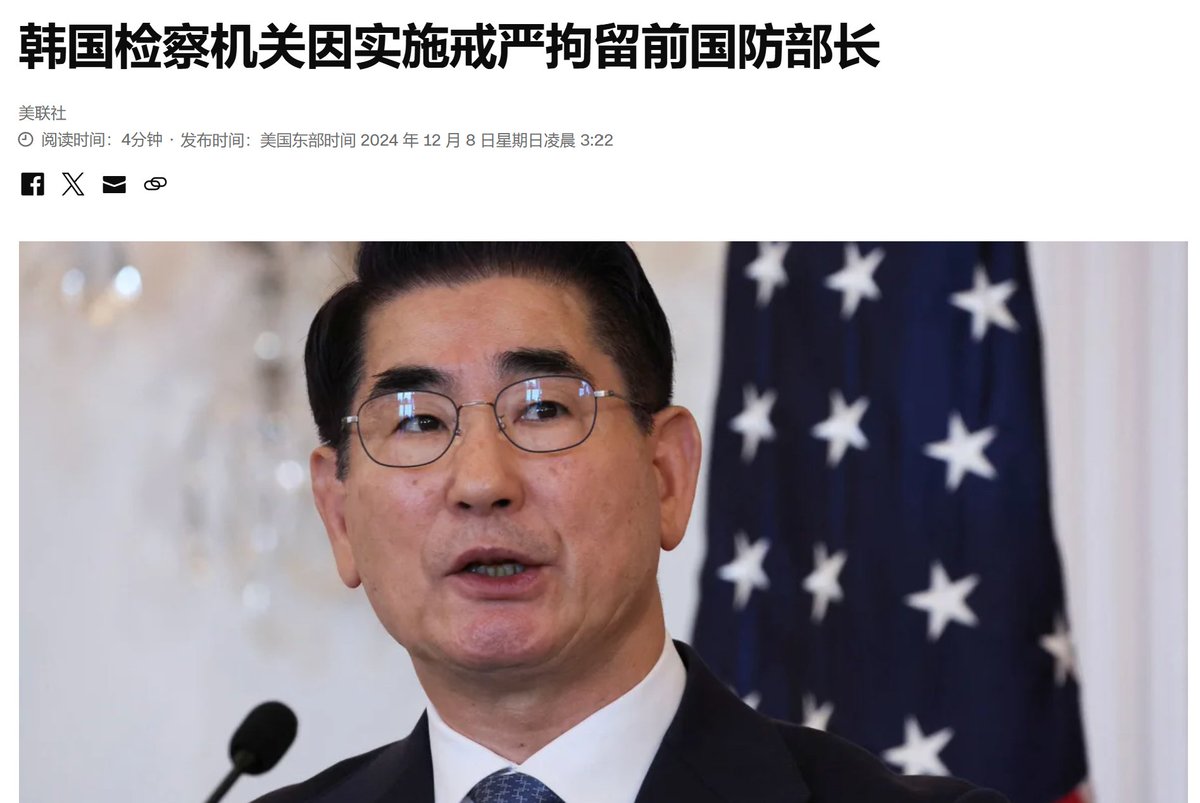 韩国检察机关因实施戒严拘留前国防部长
美联社
阅读时间：4分钟 · 发布时间：美国东部时间 2024 年 12 月 8 日星期日凌晨 3:22